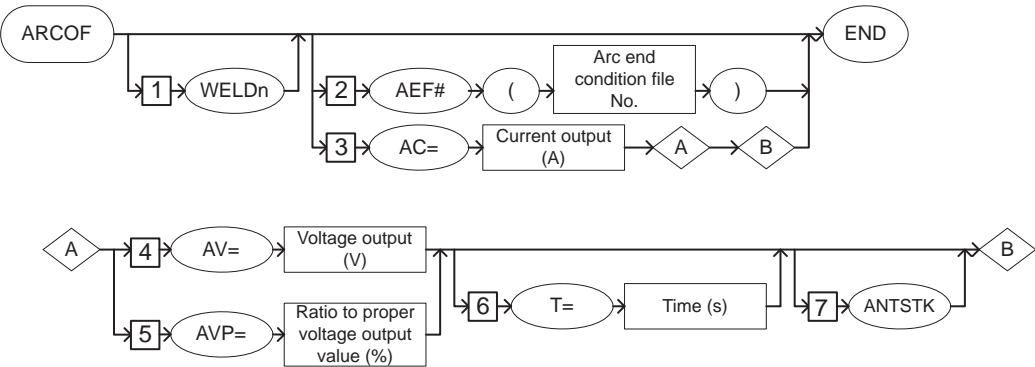 ARCOF
END
1 WELDn
2 AEF# ( Arc end
condition file
No. )
3 AC= Current output
(A) A B
A 4 AV= Voltage output
(V) B
6 T= Time (s) 7 ANTSTK
5 AVP= Ratio to proper
voltage output
value (%)